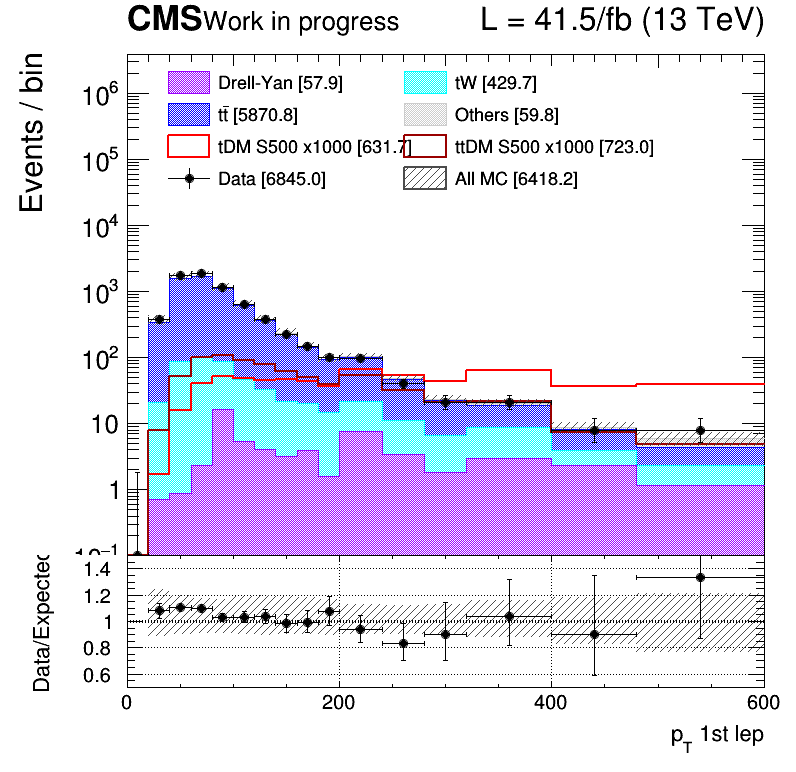 CMS Work in progress L = 41.5/fb (13 TeV)
Events / bin
Drell-Yan [57.9] tW [429.7]
tt̄ [5870.8] Others [59.8]
tDM S500 x1000 [631.7] ttDM S500 x1000 [723.0]
Data [6845.0] All MC [6418.2]
10⁶
10⁵
10⁴
10³
10²
10
1
10⁻¹
Data/Expected
1.4
1.2
1
0.8
0.6
0 200 400 600
p_T 1st lep